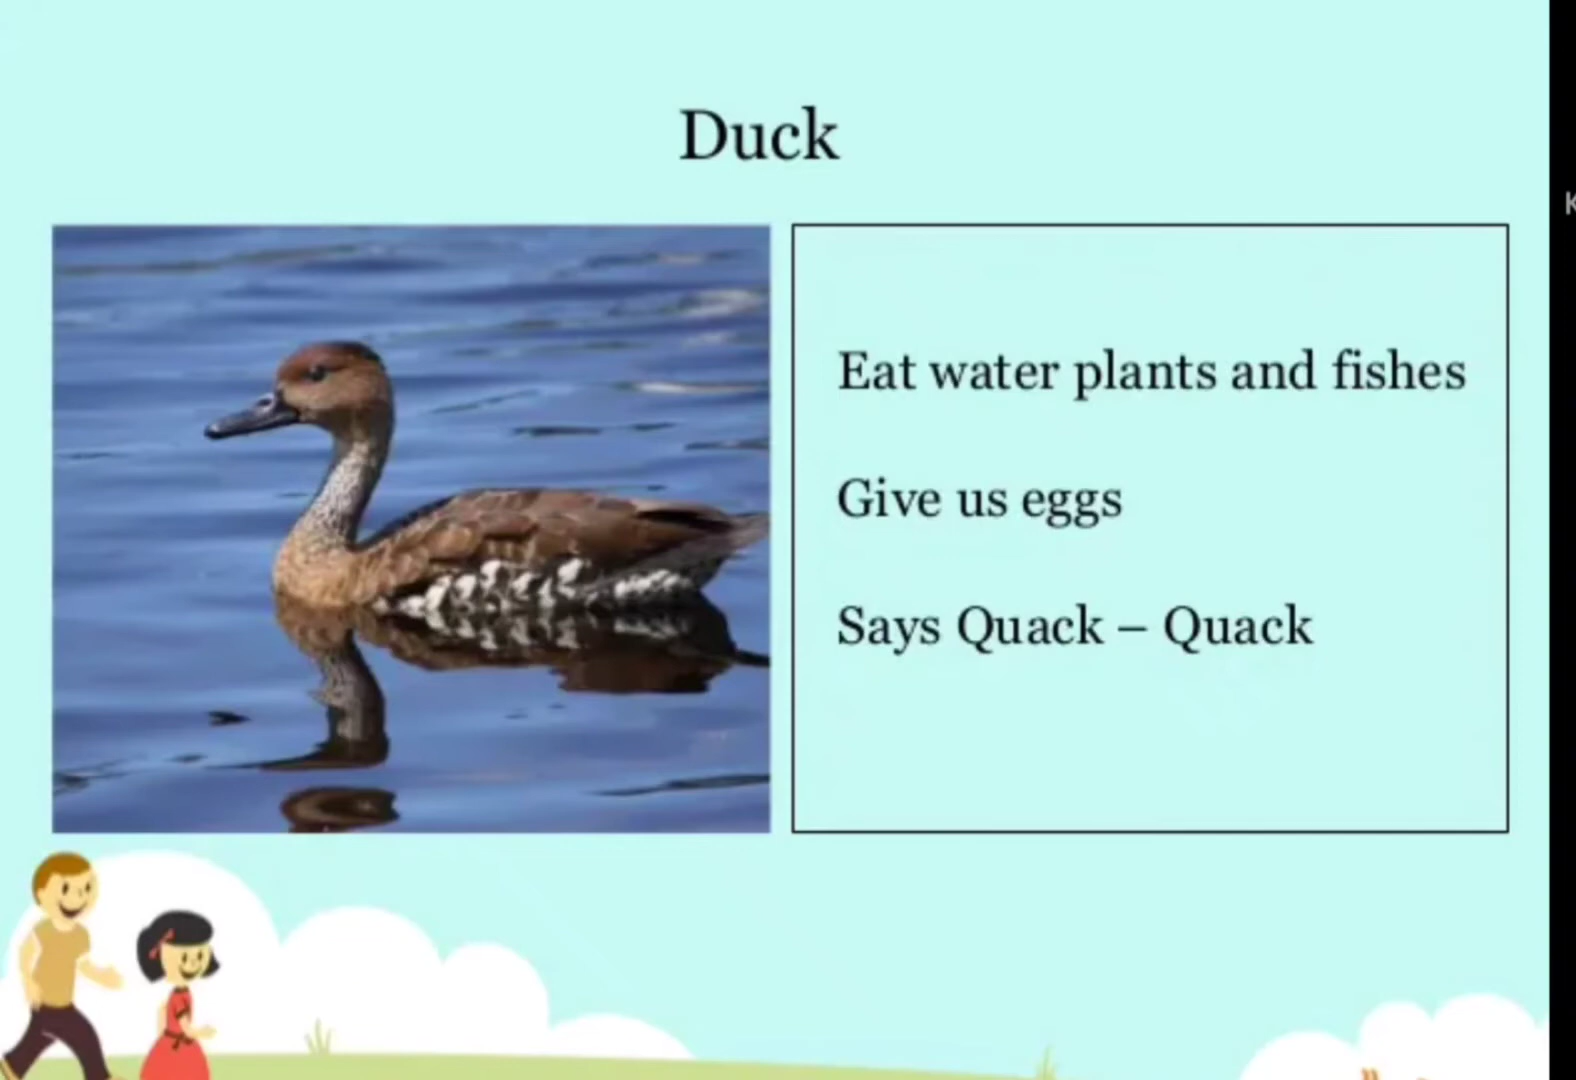 Duck
Eat water plants and fishes
Give us eggs
Says Quack – Quack